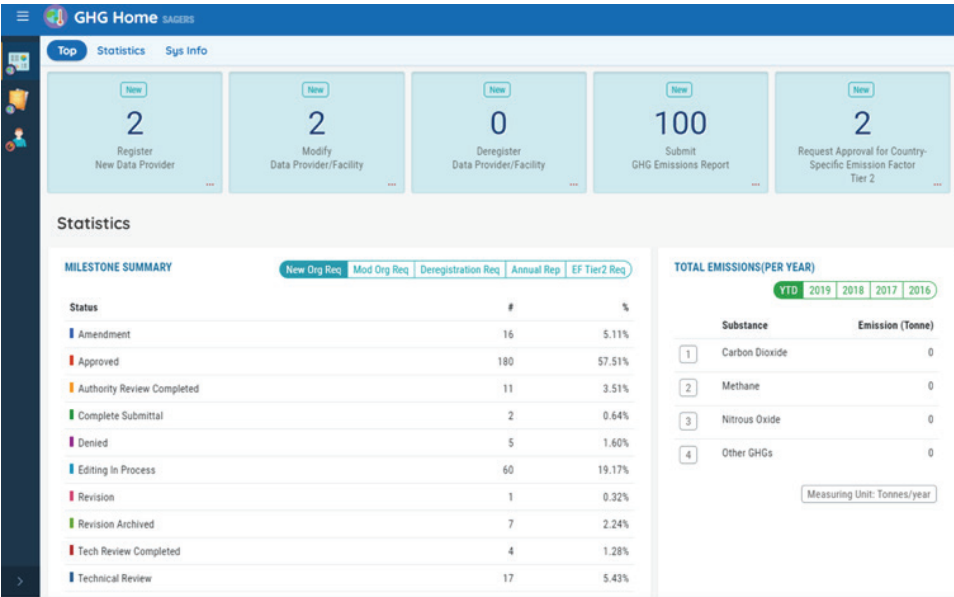 GHG Home SAGERS
Top Statistics Sys Info
New New New New New
2 2 0 100 2
Register Modify Deregister Submit Request Approval for Country-
New Data Provider Data Provider/Facility Data Provider/Facility GHG Emissions Report Specific Emission Factor
Tier 2
Statistics
MILESTONE SUMMARY New Org Req Mod Org Req Deregistration Req Annual Rep EF Tier2 Req
Status # %
Amendment 16 5.11%
Approved 180 57.51%
Authority Review Completed 11 3.51%
Complete Submittal 2 0.64%
Denied 5 1.60%
Editing In Process 60 19.17%
Revision 1 0.32%
Revision Archived 7 2.24%
Tech Review Completed 4 1.28%
Technical Review 17 5.43%
TOTAL EMISSIONS(PER YEAR)
YTD 2019 2018 2017 2016
Substance Emission (Tonne)
1 Carbon Dioxide 0
2 Methane 0
3 Nitrous Oxide 0
4 Other GHGs 0
Measuring Unit: Tonnes/year